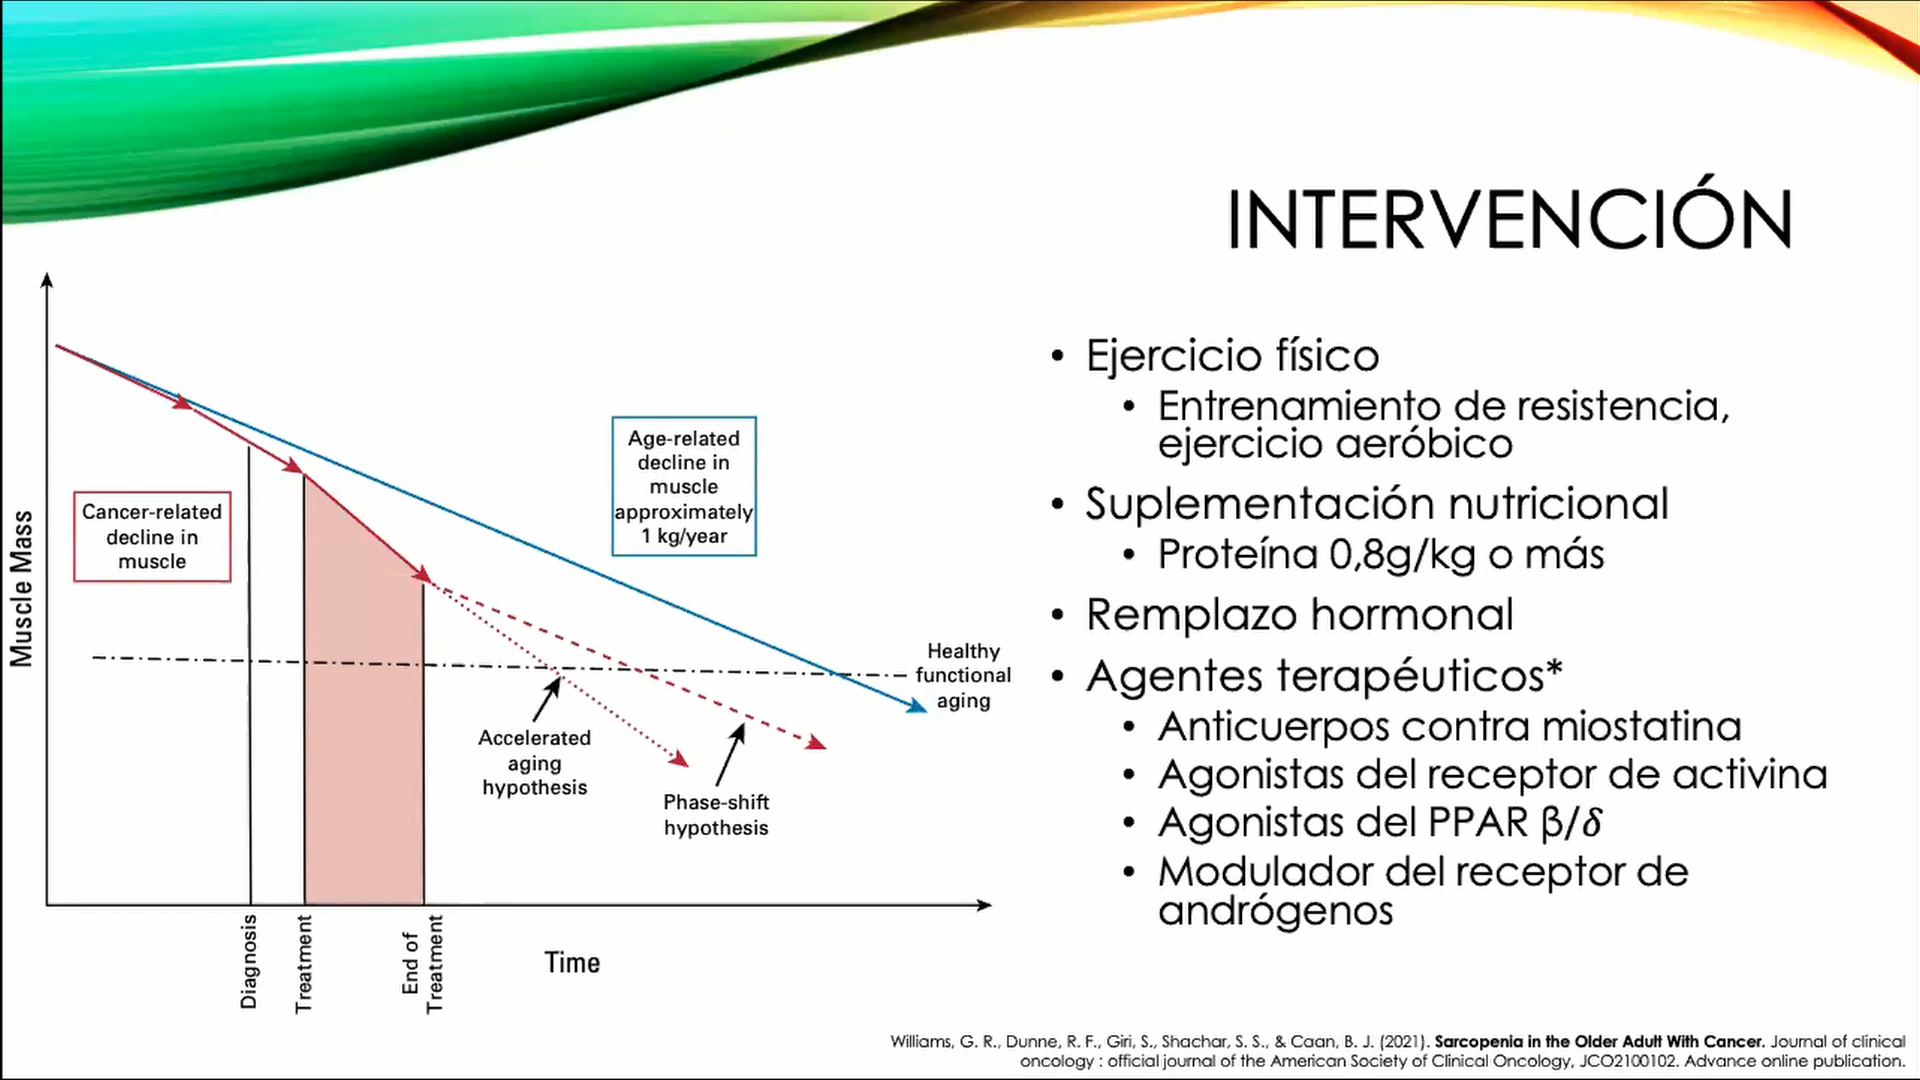 INTERVENCIÓN
Muscle Mass
Cancer-related
decline in
muscle
Age-related
decline in
muscle
approximately
1 kg/year
Healthy
functional
aging
Accelerated
aging
hypothesis
Phase-shift
hypothesis
Diagnosis
Treatment
End of
Treatment
Time
• Ejercicio físico
• Entrenamiento de resistencia,
ejercicio aeróbico
• Suplementación nutricional
• Proteína 0,8g/kg o más
• Remplazo hormonal
• Agentes terapéuticos*
• Anticuerpos contra miostatina
• Agonistas del receptor de activina
• Agonistas del PPAR β/δ
• Modulador del receptor de
andrógenos
Williams, G. R., Dunne, R. F., Giri, S., Shachar, S. S., & Caan, B. J. (2021). Sarcopenia in the Older Adult With Cancer. Journal of clinical
oncology : official journal of the American Society of Clinical Oncology, JCO2100102. Advance online publication.